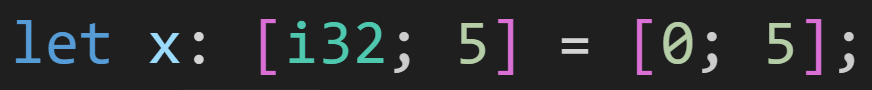 let x: [i32; 5] = [0; 5];